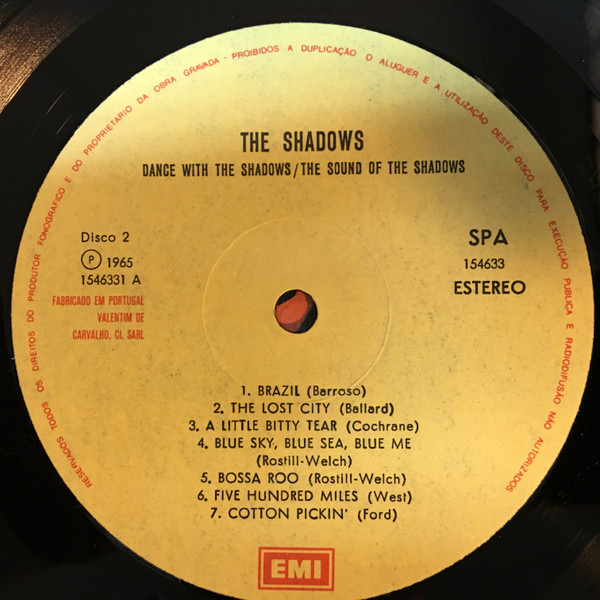 RESERVADOS TODOS OS DIREITOS DO PRODUTOR FONOGRAFICO E DO PROPRIETARIO DA OBRA GRAVADA - PROIBIDOS A DUPLICAÇÃO O ALUGUER E A UTILIZAÇÃO DESTE DISCO PARA EXECUÇÃO PUBLICA E RADIODIFUSÃO NÃO AUTORIZADOS
THE SHADOWS
DANCE WITH THE SHADOWS/THE SOUND OF THE SHADOWS
Disco 2
Ⓟ 1965
1546331 A
FABRICADO EM PORTUGAL
VALENTIM DE
CARVALHO, CI, SARL
SPA
154633
ESTEREO
1. BRAZIL (Barroso)
2. THE LOST CITY (Ballard)
3. A LITTLE BITTY TEAR (Cochrane)
4. BLUE SKY, BLUE SEA, BLUE ME
(Rostill-Welch)
5. BOSSA ROO (Rostill-Welch)
6. FIVE HUNDRED MILES (West)
7. COTTON PICKIN' (Ford)
EMI